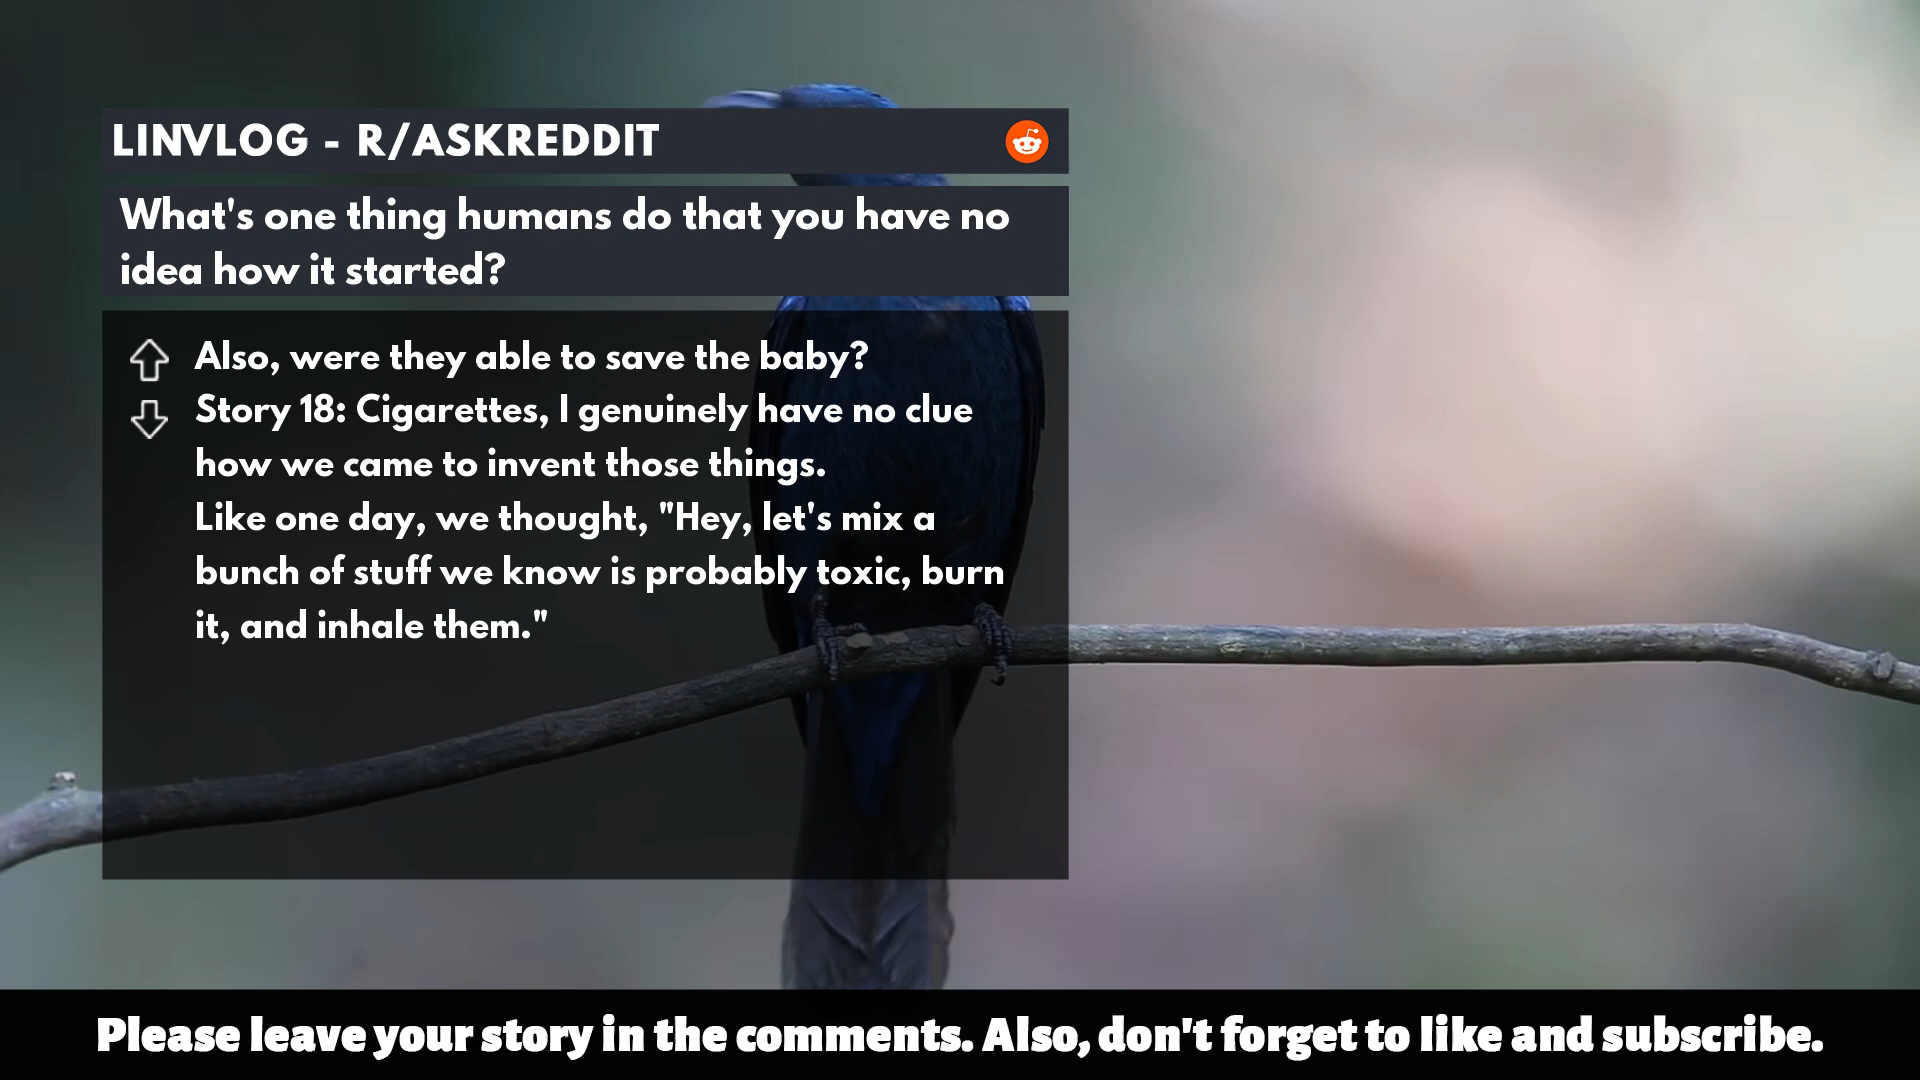 LINVLOG - R/ASKREDDIT
What's one thing humans do that you have no
idea how it started?
Also, were they able to save the baby?
Story 18: Cigarettes, I genuinely have no clue
how we came to invent those things.
Like one day, we thought, "Hey, let's mix a
bunch of stuff we know is probably toxic, burn
it, and inhale them."
Please leave your story in the comments. Also, don't forget to like and subscribe.